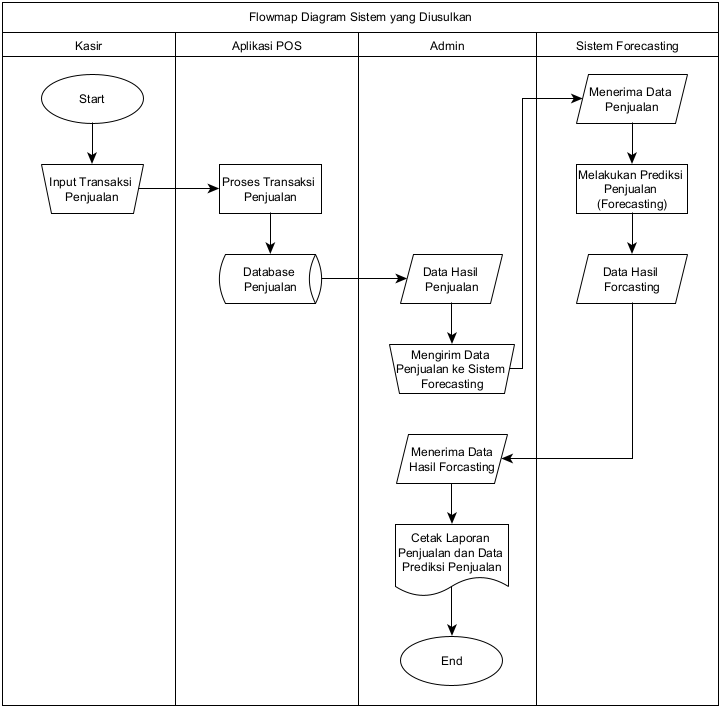 Flowmap Diagram Sistem yang Diusulkan
Kasir
Aplikasi POS
Admin
Sistem Forecasting
Start
Input Transaksi
Penjualan
Proses Transaksi
Penjualan
Database
Penjualan
Data Hasil
Penjualan
Mengirim Data
Penjualan ke Sistem
Forecasting
Menerima Data
Penjualan
Melakukan Prediksi
Penjualan
(Forecasting)
Data Hasil
Forcasting
Menerima Data
Hasil Forcasting
Cetak Laporan
Penjualan dan Data
Prediksi Penjualan
End